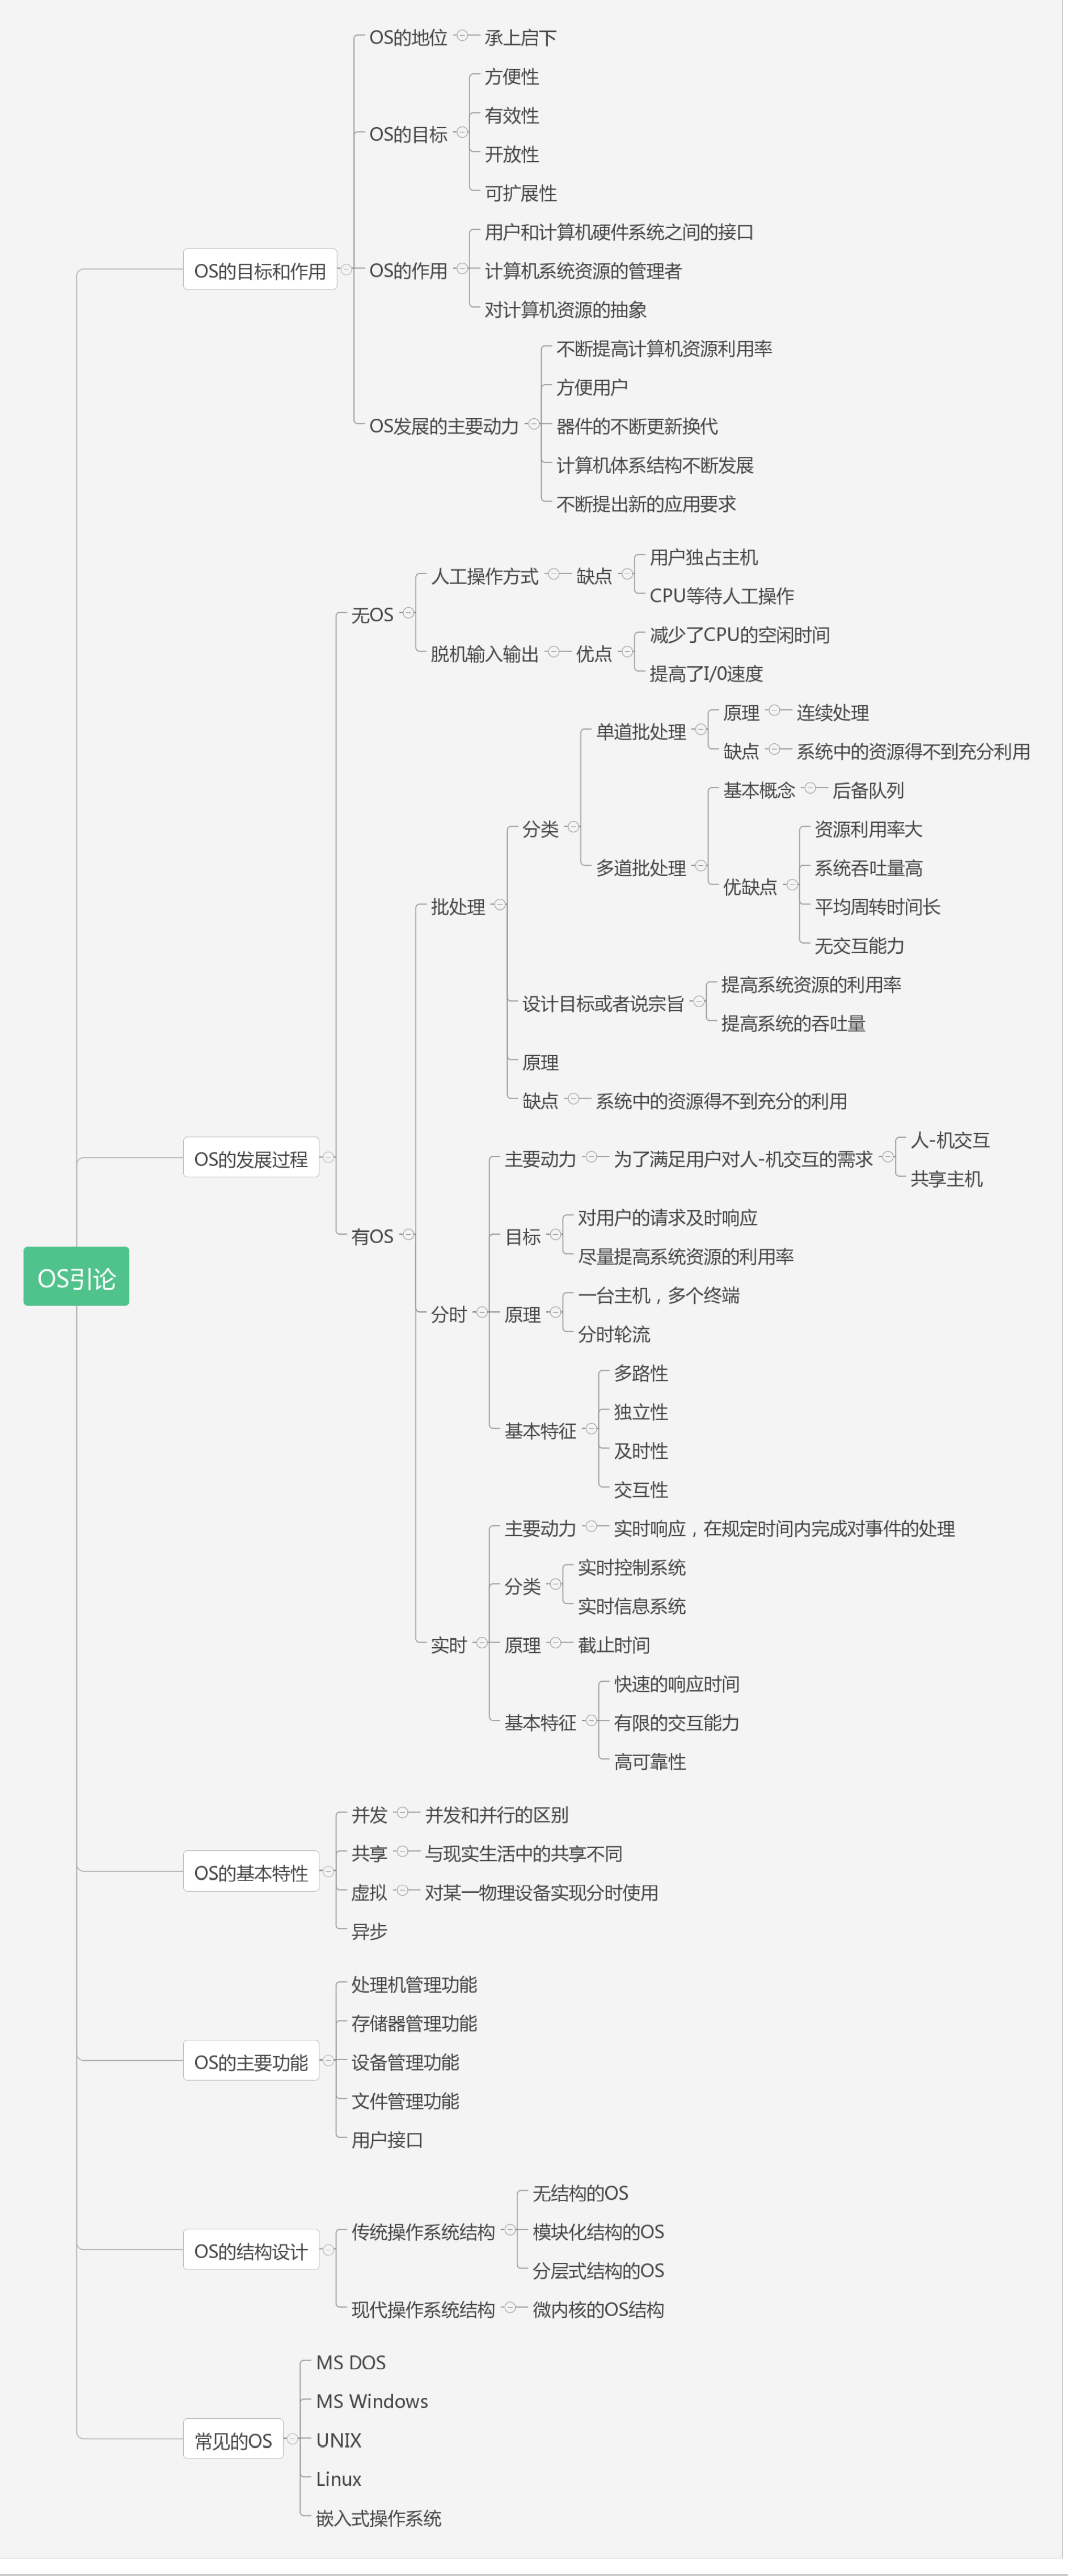 OS的地位
承上启下
方便性
有效性
OS的目标
开放性
可扩展性
用户和计算机硬件系统之间的接口
OS的目标和作用
OS的作用
计算机系统资源的管理者
对计算机资源的抽象
不断提高计算机资源利用率
方便用户
OS发展的主要动力
器件的不断更新换代
计算机体系结构不断发展
不断提出新的应用要求
用户独占主机
人工操作方式
缺点
CPU等待人工操作
无OS
减少了CPU的空闲时间
脱机输入输出
优点
提高了I/0速度
原理
连续处理
单道批处理
缺点
系统中的资源得不到充分利用
基本概念
后备队列
分类
资源利用率大
多道批处理
系统吞吐量高
优缺点
批处理
平均周转时间长
无交互能力
提高系统资源的利用率
设计目标或者说宗旨
提高系统的吞吐量
原理
缺点
系统中的资源得不到充分的利用
人-机交互
OS的发展过程
主要动力
为了满足用户对人-机交互的需求
共享主机
对用户的请求及时响应
有OS
目标
尽量提高系统资源的利用率
OS引论
一台主机，多个终端
分时
原理
分时轮流
多路性
独立性
基本特征
及时性
交互性
主要动力
实时响应，在规定时间内完成对事件的处理
实时控制系统
分类
实时信息系统
实时
原理
截止时间
快速的响应时间
基本特征
有限的交互能力
高可靠性
并发
并发和并行的区别
共享
与现实生活中的共享不同
OS的基本特性
虚拟
对某一物理设备实现分时使用
异步
处理机管理功能
存储器管理功能
OS的主要功能
设备管理功能
文件管理功能
用户接口
无结构的OS
传统操作系统结构
模块化结构的OS
OS的结构设计
分层式结构的OS
现代操作系统结构
微内核的OS结构
MS DOS
MS Windows
常见的OS
UNIX
Linux
嵌入式操作系统